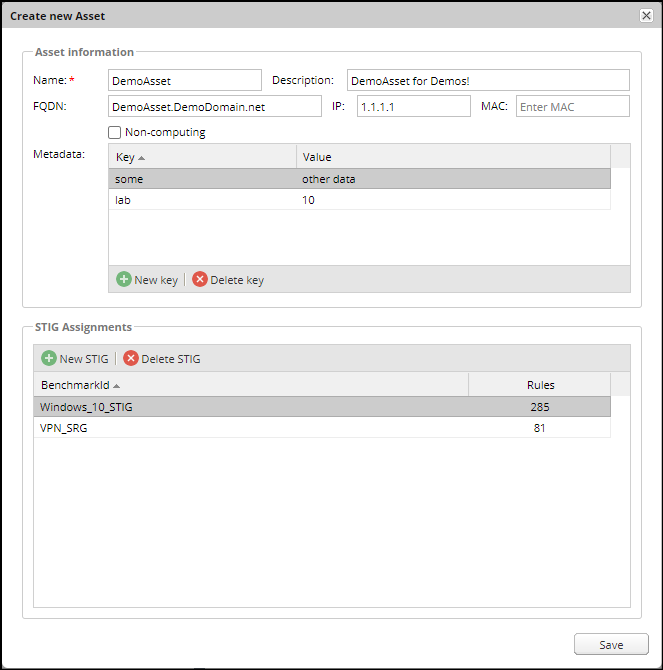 Create new Asset
Asset information
Name: * DemoAsset Description: DemoAsset for Demos!
FQDN: DemoAsset.DemoDomain.net IP: 1.1.1.1 MAC: Enter MAC
Non-computing
Metadata: Key Value
some other data
lab 10
New key Delete key
STIG Assignments
New STIG Delete STIG
BenchmarkId Rules
Windows_10_STIG 285
VPN_SRG 81
Save